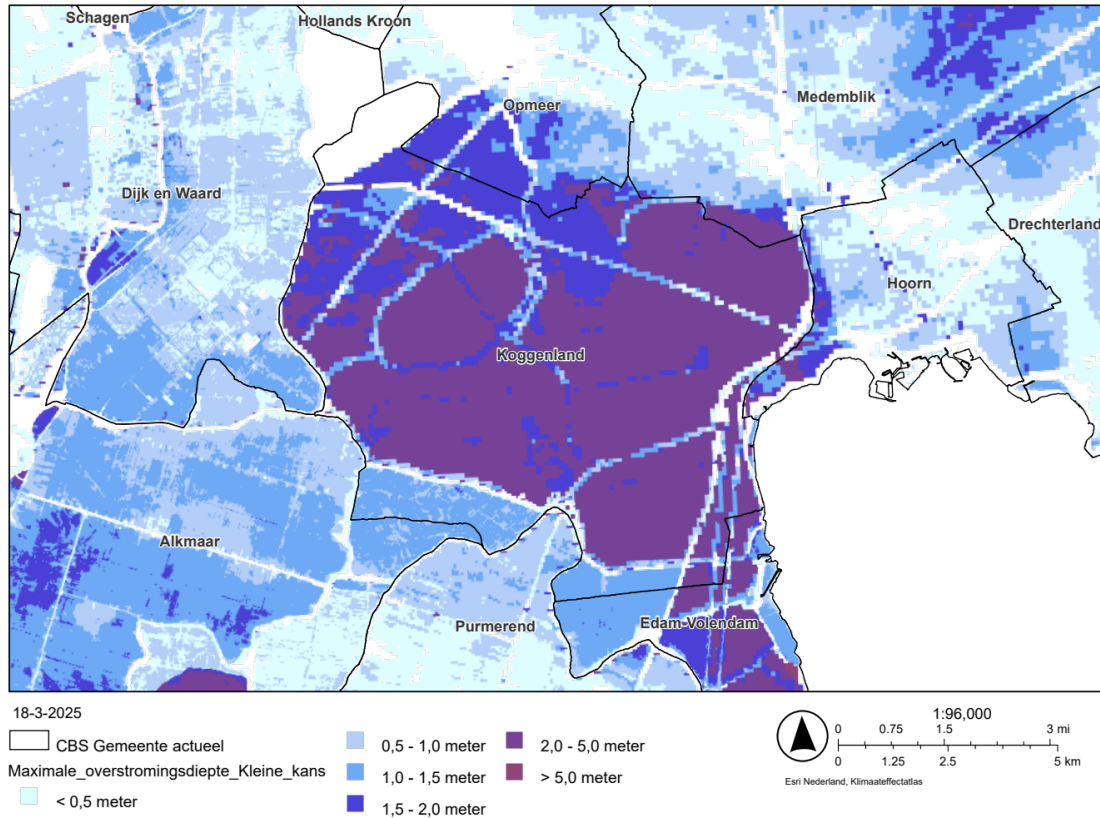 Schagen
Hollands Kroon
Opmeer
Medemblik
Dijk en Waard
Drechterland
Hoorn
Koggenland
Alkmaar
Purmerend
Edam-Volendam
18-3-2025
CBS Gemeente actueel
Maximale_overstromingsdiepte_Kleine_kans
< 0,5 meter
0,5 - 1,0 meter
1,0 - 1,5 meter
1,5 - 2,0 meter
2,0 - 5,0 meter
> 5,0 meter
1:96,000
0 0.75 1.5 3 mi
0 1.25 2.5 5 km
Esri Nederland, Klimaateffectatlas